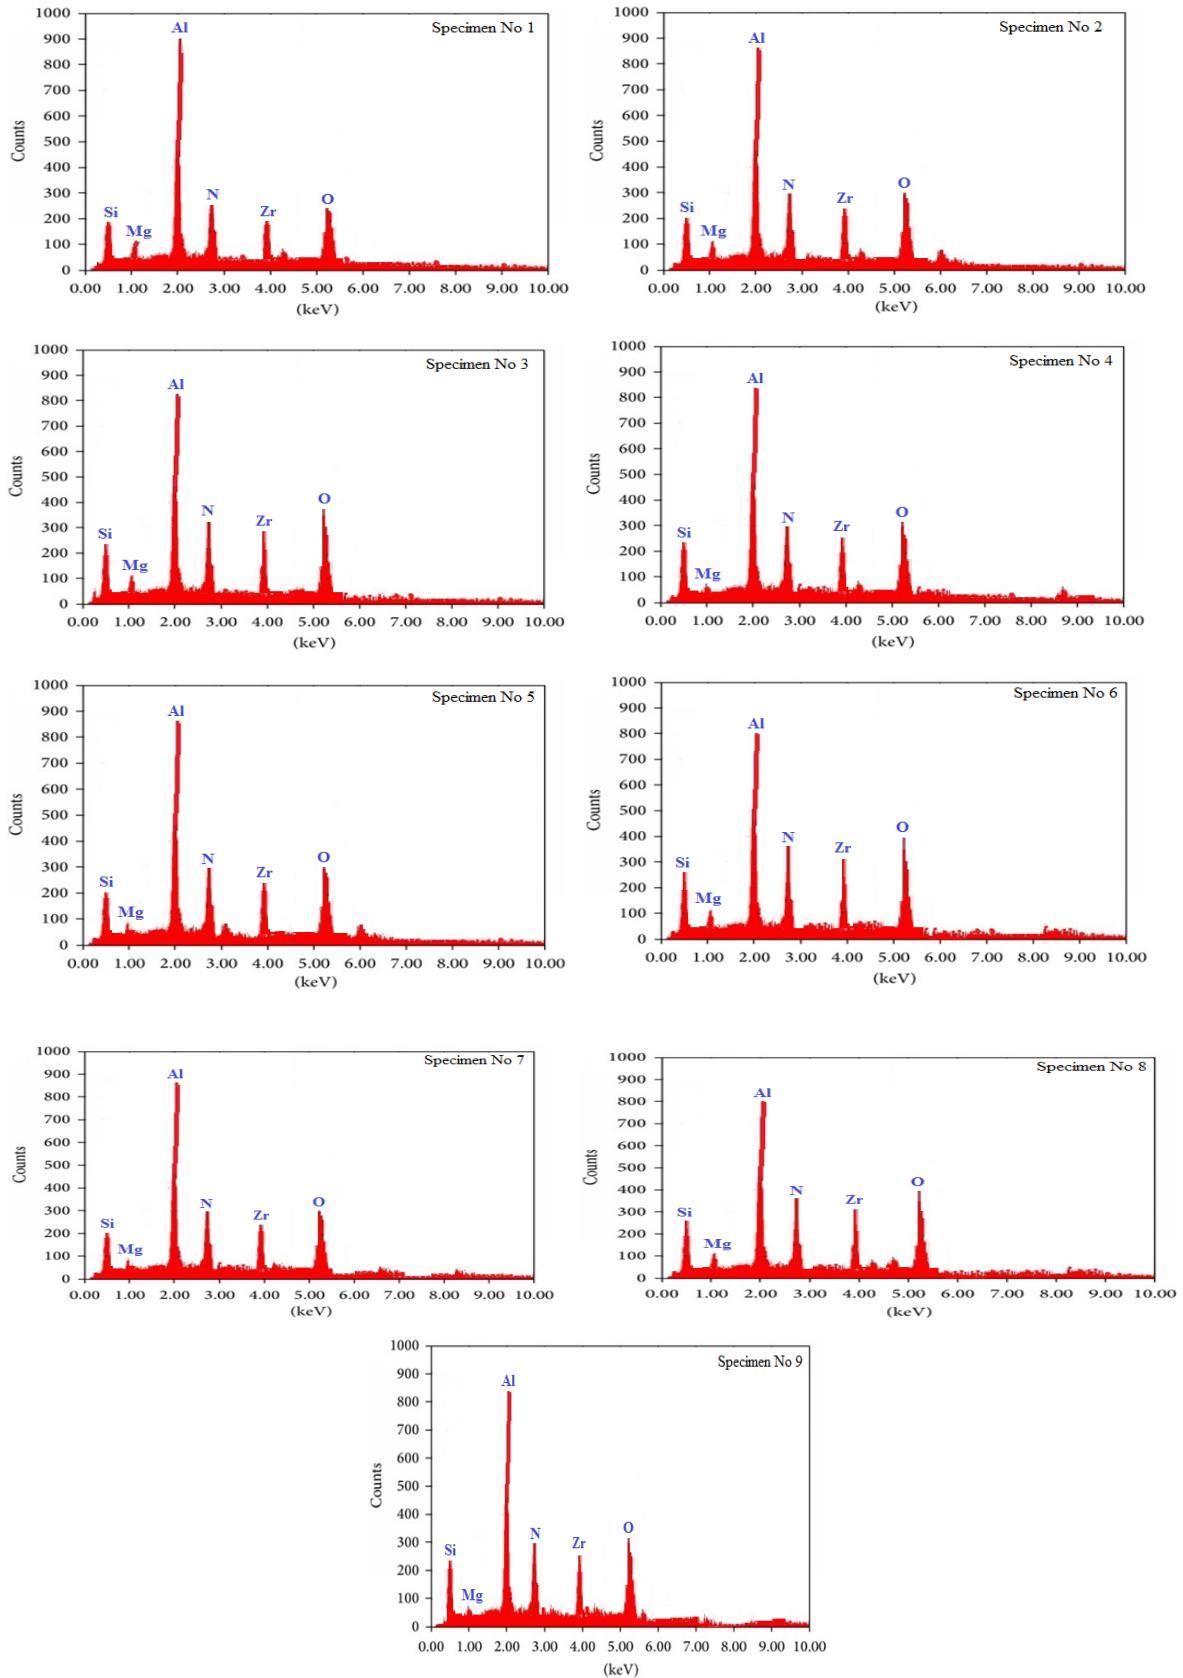 Specimen No 1
Counts
1000
900
800
700
600
500
400
300
200
100
0
Si
Mg
Al
N
Zr
O
0.00 1.00 2.00 3.00 4.00 5.00 6.00 7.00 8.00 9.00 10.00
(keV)
Specimen No 2
Counts
1000
900
800
700
600
500
400
300
200
100
0
Si
Mg
Al
N
Zr
O
0.00 1.00 2.00 3.00 4.00 5.00 6.00 7.00 8.00 9.00 10.00
(keV)
Specimen No 3
Counts
1000
900
800
700
600
500
400
300
200
100
0
Si
Mg
Al
N
Zr
O
0.00 1.00 2.00 3.00 4.00 5.00 6.00 7.00 8.00 9.00 10.00
(keV)
Specimen No 4
Counts
1000
900
800
700
600
500
400
300
200
100
0
Si
Mg
Al
N
Zr
O
0.00 1.00 2.00 3.00 4.00 5.00 6.00 7.00 8.00 9.00 10.00
(keV)
Specimen No 5
Counts
1000
900
800
700
600
500
400
300
200
100
0
Si
Mg
Al
N
Zr
O
0.00 1.00 2.00 3.00 4.00 5.00 6.00 7.00 8.00 9.00 10.00
(keV)
Specimen No 6
Counts
1000
900
800
700
600
500
400
300
200
100
0
Si
Mg
Al
N
Zr
O
0.00 1.00 2.00 3.00 4.00 5.00 6.00 7.00 8.00 9.00 10.00
(keV)
Specimen No 7
Counts
1000
900
800
700
600
500
400
300
200
100
0
Si
Mg
Al
N
Zr
O
0.00 1.00 2.00 3.00 4.00 5.00 6.00 7.00 8.00 9.00 10.00
(keV)
Specimen No 8
Counts
1000
900
800
700
600
500
400
300
200
100
0
Si
Mg
Al
N
Zr
O
0.00 1.00 2.00 3.00 4.00 5.00 6.00 7.00 8.00 9.00 10.00
(keV)
Specimen No 9
Counts
1000
900
800
700
600
500
400
300
200
100
0
Si
Mg
Al
N
Zr
O
0.00 1.00 2.00 3.00 4.00 5.00 6.00 7.00 8.00 9.00 10.00
(keV)